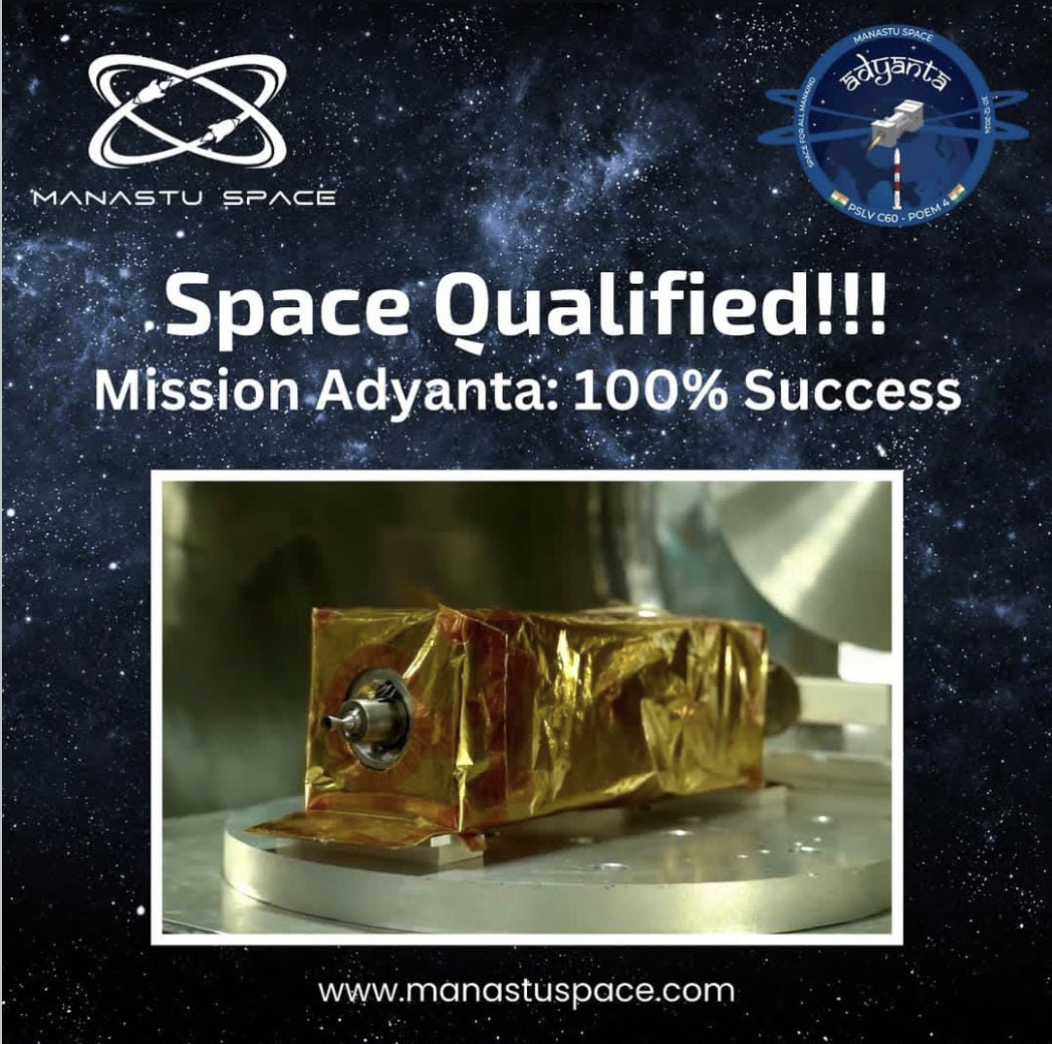 MANASTU SPACE
MANASTU SPACE
adyanta
SPACE FOR ALL MANKIND
30-12-2024
PSLV C60 - POEM 4
Space Qualified!!!
Mission Adyanta: 100% Success
www.manastuspace.com